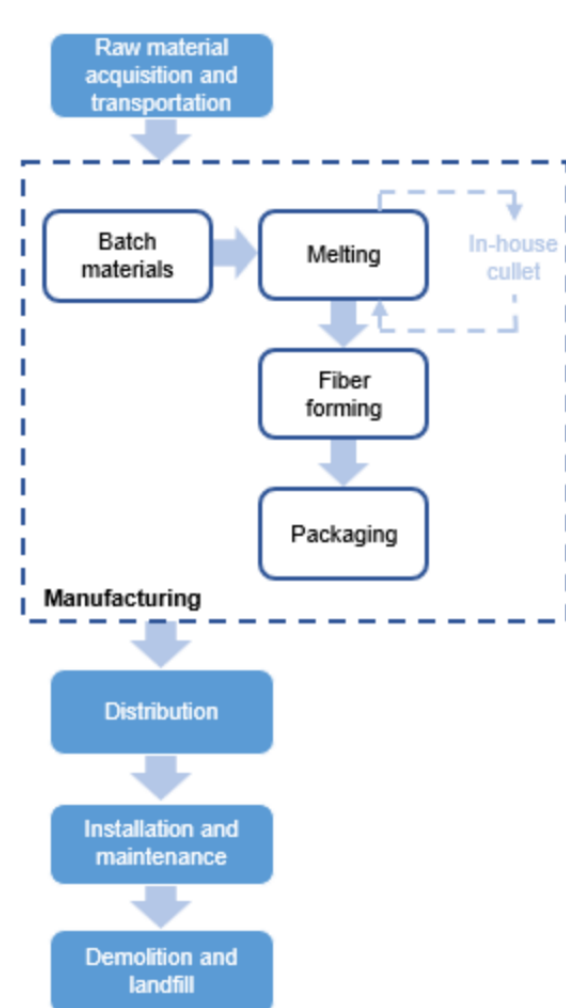 Raw material
acquisition and
transportation
Batch
materials
Melting
In-house
cullet
Fiber
forming
Packaging
Manufacturing
Distribution
Installation and
maintenance
Demolition and
landfill